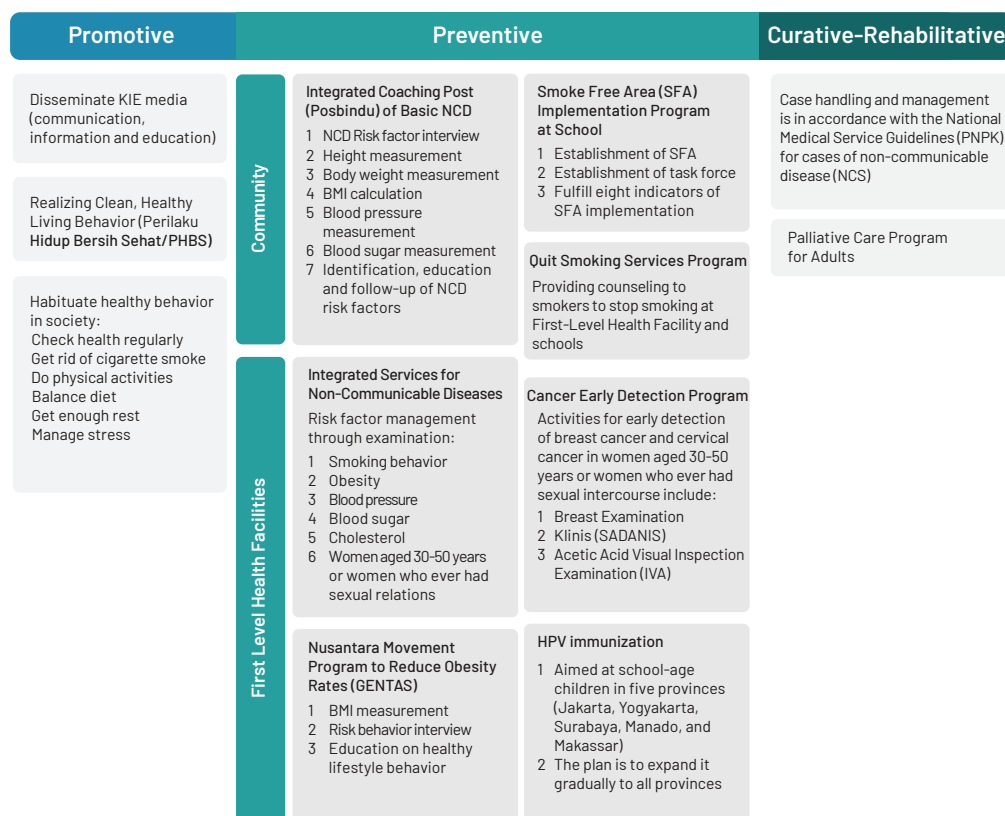 Promotive
Disseminate KIE media
(communication,
information and education)
Realizing Clean, Healthy
Living Behavior (Perilaku
Hidup Bersih Sehat/PHBS)
Habituate healthy behavior
in society:
Check health regularly
Get rid of cigarette smoke
Do physical activities
Balance diet
Get enough rest
Manage stress
Preventive
Community
Integrated Coaching Post
(Posbindu) of Basic NCD
1 NCD Risk factor interview
2 Height measurement
3 Body weight measurement
4 BMI calculation
5 Blood pressure
measurement
6 Blood sugar measurement
7 Identification, education
and follow-up of NCD
risk factors
Smoke Free Area (SFA)
Implementation Program
at School
1 Establishment of SFA
2 Establishment of task force
3 Fulfill eight indicators of
SFA implementation
Quit Smoking Services Program
Providing counseling to
smokers to stop smoking at
First-Level Health Facility and
schools
First Level Health Facilities
Integrated Services for
Non-Communicable Diseases
Risk factor management
through examination:
1 Smoking behavior
2 Obesity
3 Blood pressure
4 Blood sugar
5 Cholesterol
6 Women aged 30-50 years
or women who ever had
sexual relations
Cancer Early Detection Program
Activities for early detection
of breast cancer and cervical
cancer in women aged 30-50
years or women who ever had
sexual intercourse include:
1 Breast Examination
2 Klinis (SADANIS)
3 Acetic Acid Visual Inspection
Examination (IVA)
Nusantara Movement
Program to Reduce Obesity
Rates (GENTAS)
1 BMI measurement
2 Risk behavior interview
3 Education on healthy
lifestyle behavior
HPV immunization
1 Aimed at school-age
children in five provinces
(Jakarta, Yogyakarta,
Surabaya, Manado, and
Makassar)
2 The plan is to expand it
gradually to all provinces
Curative-Rehabilitative
Case handling and management
is in accordance with the National
Medical Service Guidelines (PNPK)
for cases of non-communicable
disease (NCS)
Palliative Care Program
for Adults